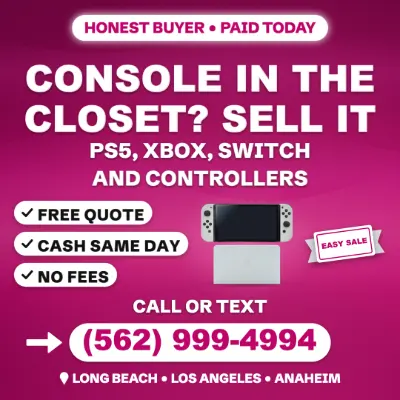 HONEST BUYER • PAID TODAY
CONSOLE IN THE
CLOSET? SELL IT
PS5, XBOX, SWITCH
AND CONTROLLERS
FREE QUOTE
CASH SAME DAY
NO FEES
EASY SALE
CALL OR TEXT
(562) 999-4994
LONG BEACH • LOS ANGELES • ANAHEIM